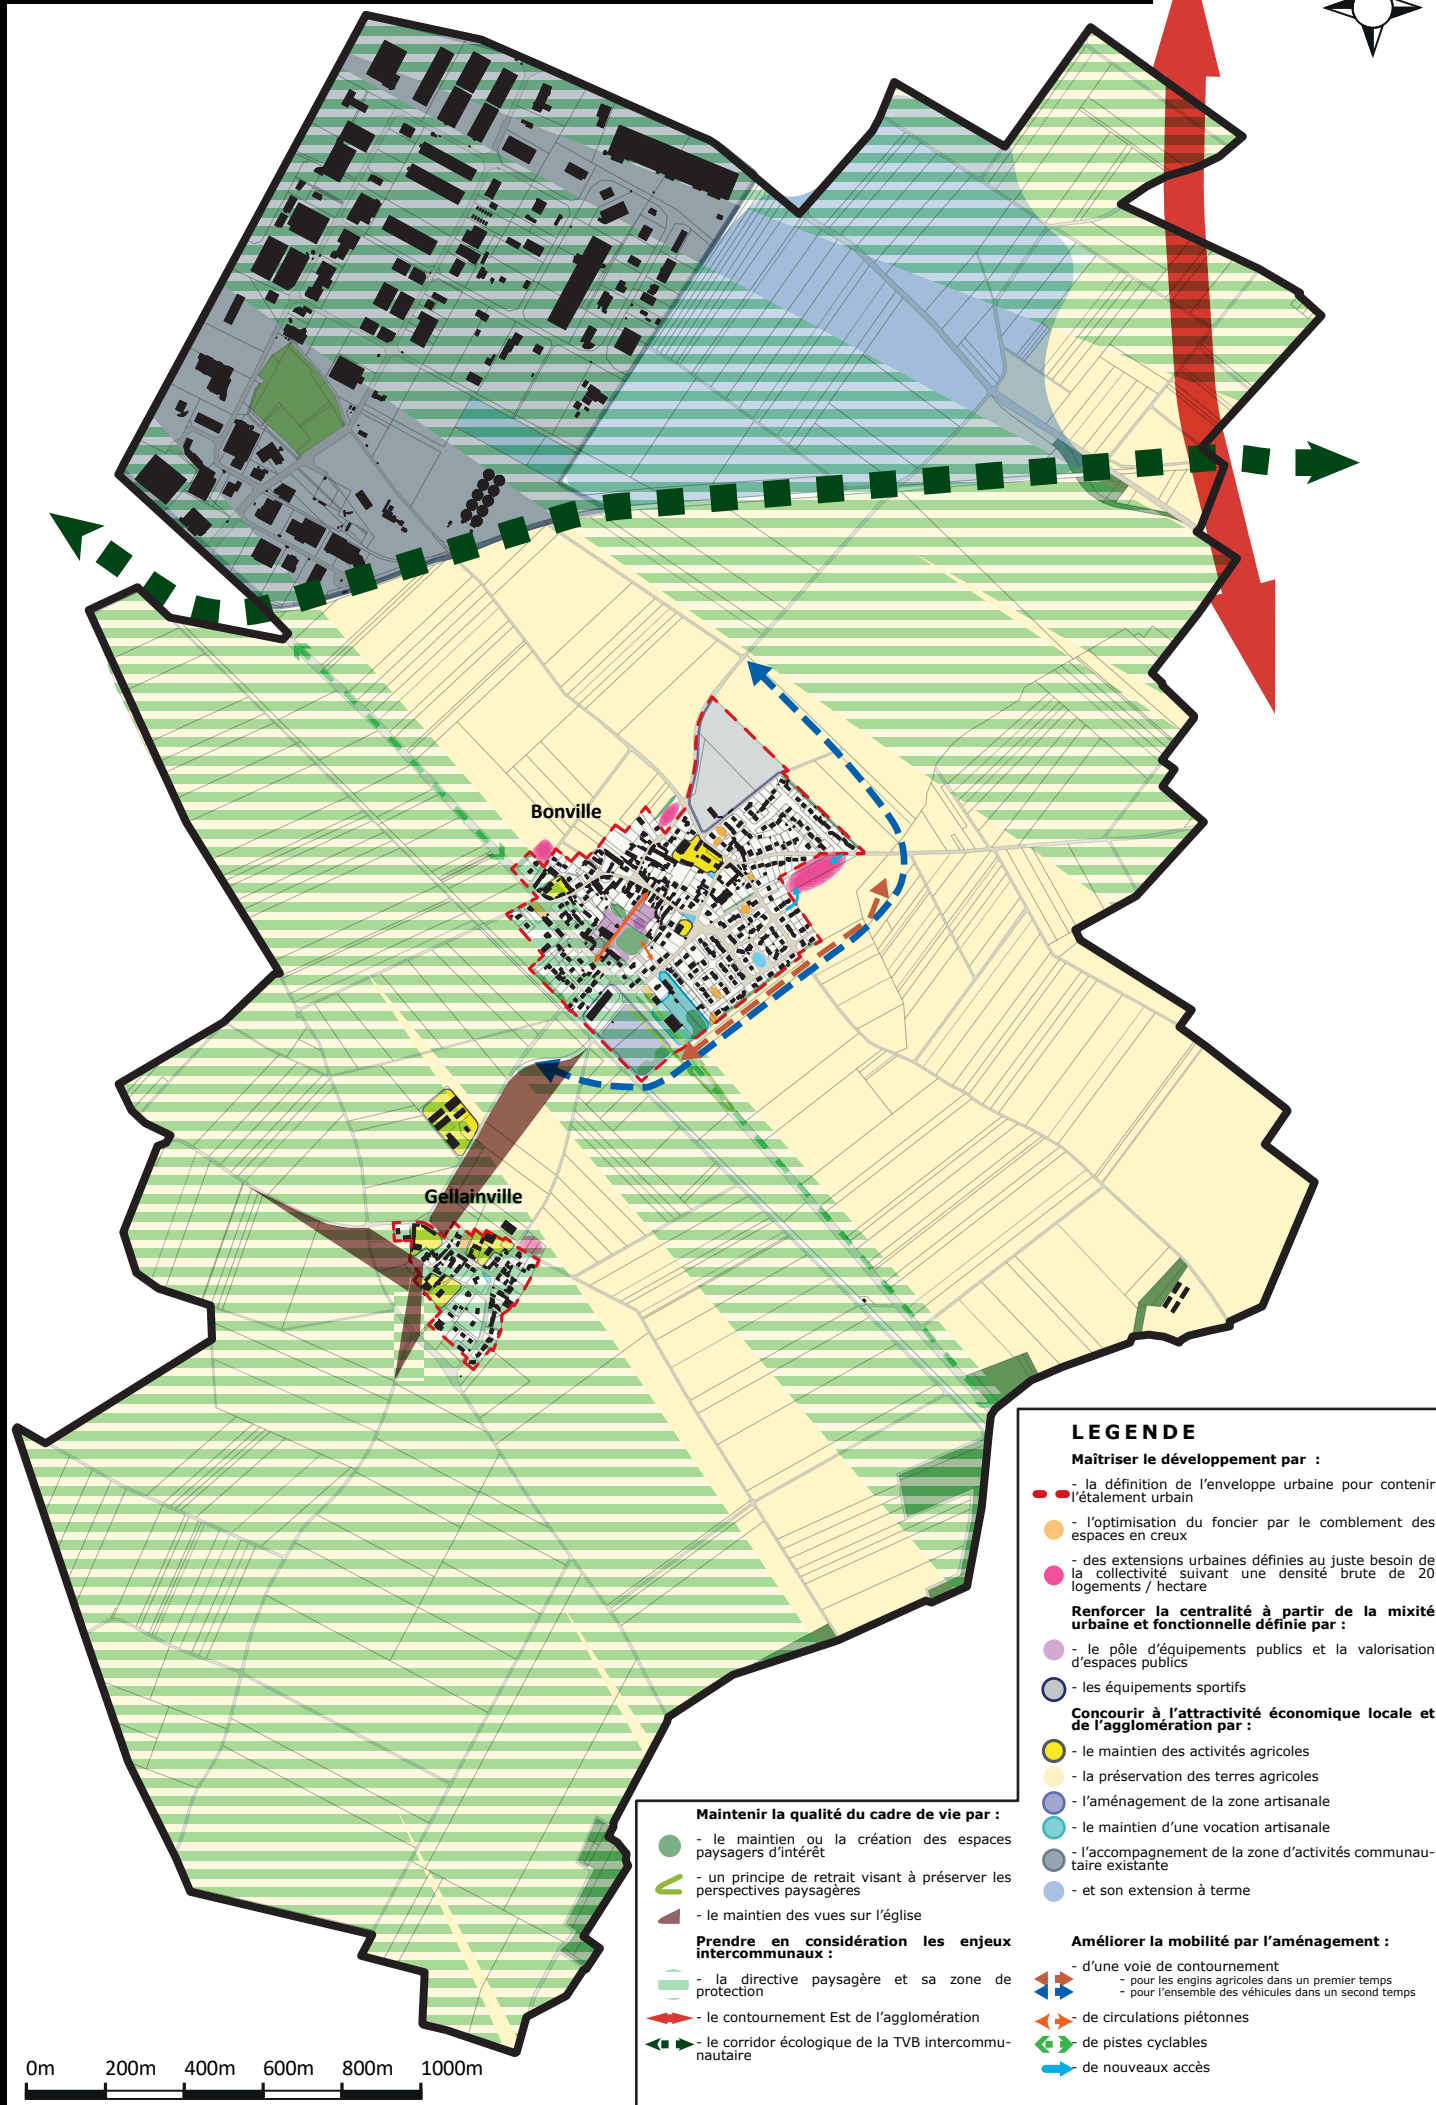 Bonville
Gellainville
LEGENDE
Maîtriser le développement par :
- la définition de l'enveloppe urbaine pour contenir
l'étalement urbain
- l'optimisation du foncier par le comblement des
espaces en creux
- des extensions urbaines définies au juste besoin de
la collectivité suivant une densité brute de 20
logements / hectare
Renforcer la centralité à partir de la mixité
urbaine et fonctionnelle définie par :
- le pôle d'équipements publics et la valorisation
d'espaces publics
- les équipements sportifs
Concourir à l'attractivité économique locale et
de l'agglomération par :
- le maintien des activités agricoles
- la préservation des terres agricoles
- l'aménagement de la zone artisanale
- le maintien d'une vocation artisanale
- l'accompagnement de la zone d'activités communau-
taire existante
- et son extension à terme
Améliorer la mobilité par l'aménagement :
- d'une voie de contournement
- pour les engins agricoles dans un premier temps
- pour l'ensemble des véhicules dans un second temps
- de circulations piétonnes
- de pistes cyclables
- de nouveaux accès
Maintenir la qualité du cadre de vie par :
- le maintien ou la création des espaces
paysagers d'intérêt
- un principe de retrait visant à préserver les
perspectives paysagères
- le maintien des vues sur l'église
Prendre en considération les enjeux
intercommunaux :
- la directive paysagère et sa zone de
protection
- le contournement Est de l'agglomération
- le corridor écologique de la TVB intercommu-
nautaire
0m 200m 400m 600m 800m 1000m